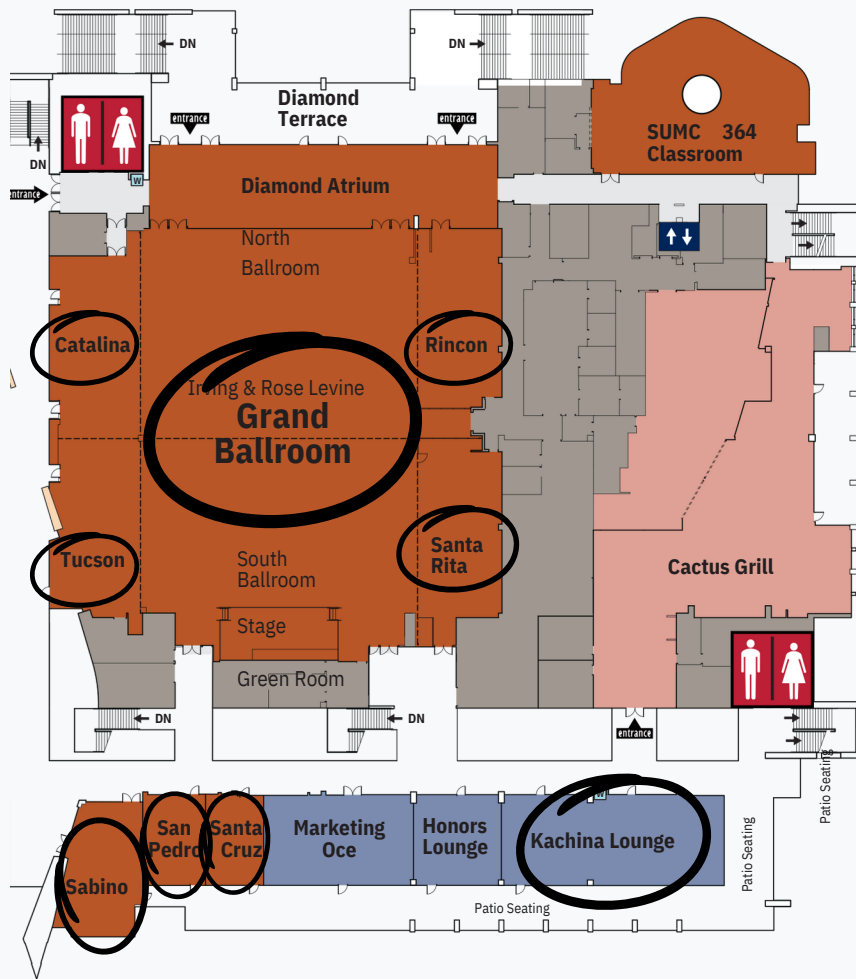 DN
DN
Diamond
Terrace
entrance
entrance
SUMC 364
Classroom
DN
W
entrance
Diamond Atrium
North
Ballroom
Catalina
Rincon
Irving & Rose Levine
Grand
Ballroom
Tucson
South
Ballroom
Santa
Rita
Cactus Grill
Stage
Green Room
DN
DN
entrance
Patio Seating
W
San
Pedro
Santa
Cruz
Marketing
Oce
Honors
Lounge
Kachina Lounge
Sabino
Patio Seating
Patio Seating